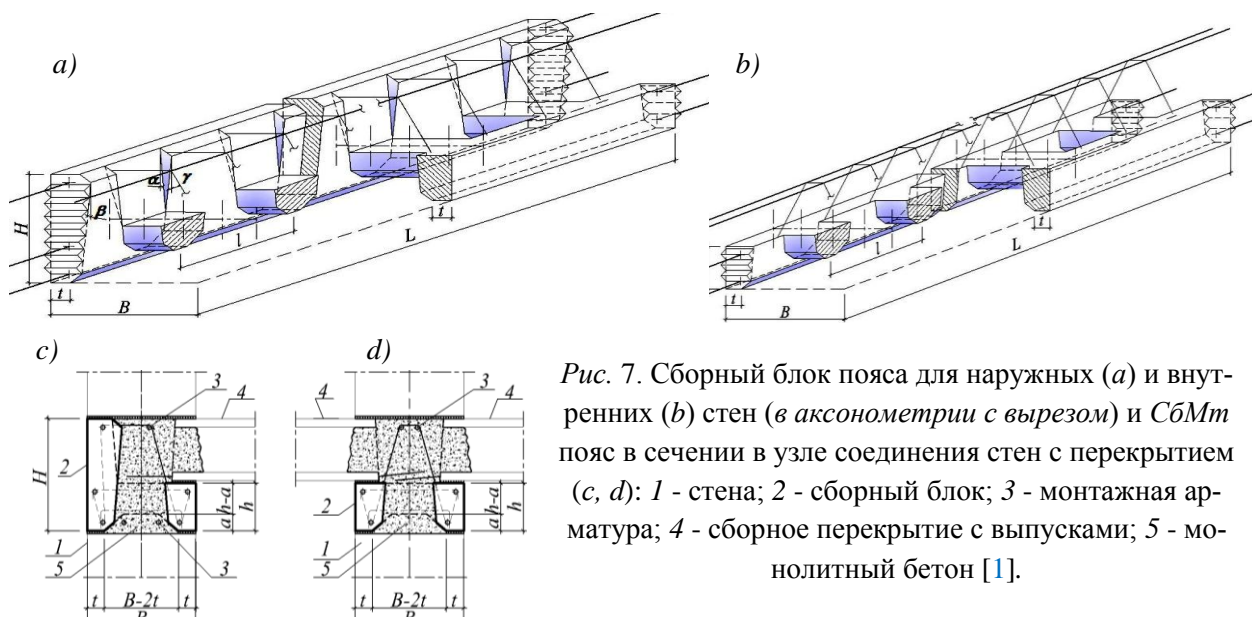 a)
b)
H
α
γ
β
t
B
l
L
t
t
B
l
L
t
c)
d)
3
4
2
H
a
h-a
h
1
5
3
t
B-2t
t
B
4
3
4
2
a
h-a
h
1
5
t
B-2t
t
B
Рис. 7. Сборный блок пояса для наружных (a) и внут-
ренних (b) стен (в аксонометрии с вырезом) и СбМт
пояс в сечении в узле соединения стен с перекрытием
(c, d): 1 - стена; 2 - сборный блок; 3 - монтажная ар-
матура; 4 - сборное перекрытие с выпусками; 5 - мо-
нолитный бетон [1].